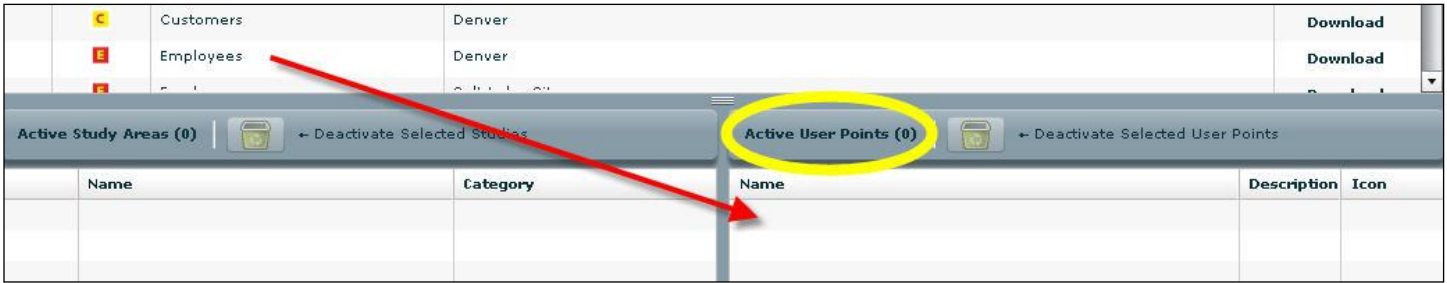 C Customers Denver Download
E Employees Denver Download
E
Active Study Areas (0) ← Deactivate Selected Studies Active User Points (0) ← Deactivate Selected User Points
Name Category Name Description Icon